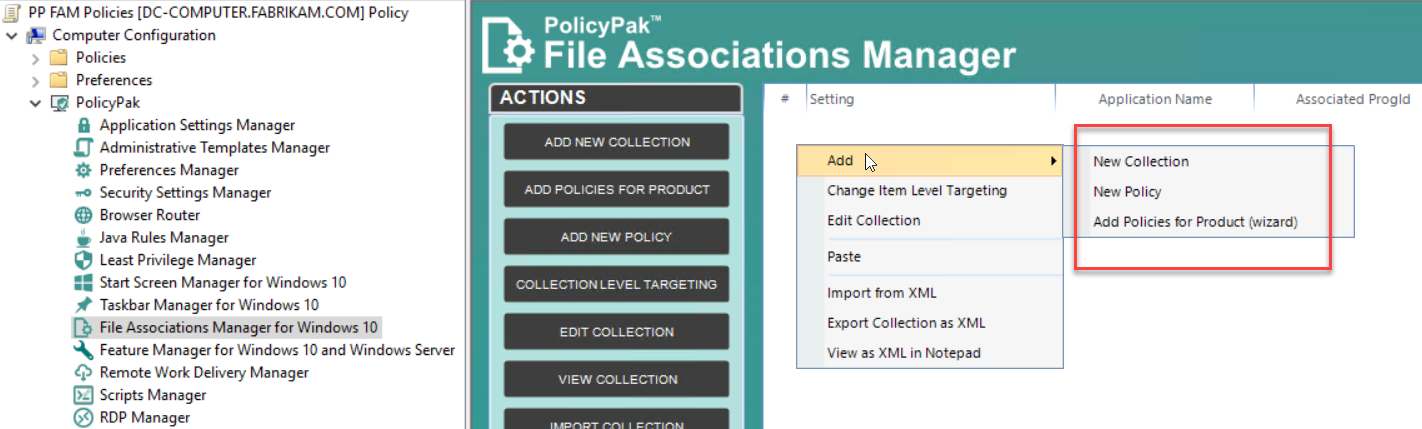 PP FAM Policies [DC-COMPUTER.FABRIKAM.COM] Policy
Computer Configuration
Policies
Preferences
PolicyPak
Application Settings Manager
Administrative Templates Manager
Preferences Manager
Security Settings Manager
Browser Router
Java Rules Manager
Least Privilege Manager
Start Screen Manager for Windows 10
Taskbar Manager for Windows 10
File Associations Manager for Windows 10
Feature Manager for Windows 10 and Windows Server
Remote Work Delivery Manager
Scripts Manager
RDP Manager
PolicyPak™
File Associations Manager
ACTIONS
ADD NEW COLLECTION
ADD POLICIES FOR PRODUCT
ADD NEW POLICY
COLLECTION LEVEL TARGETING
EDIT COLLECTION
VIEW COLLECTION
IMPORT COLLECTION
# Setting Application Name Associated ProgId
Add
Change Item Level Targeting
Edit Collection
Paste
Import from XML
Export Collection as XML
View as XML in Notepad
New Collection
New Policy
Add Policies for Product (wizard)